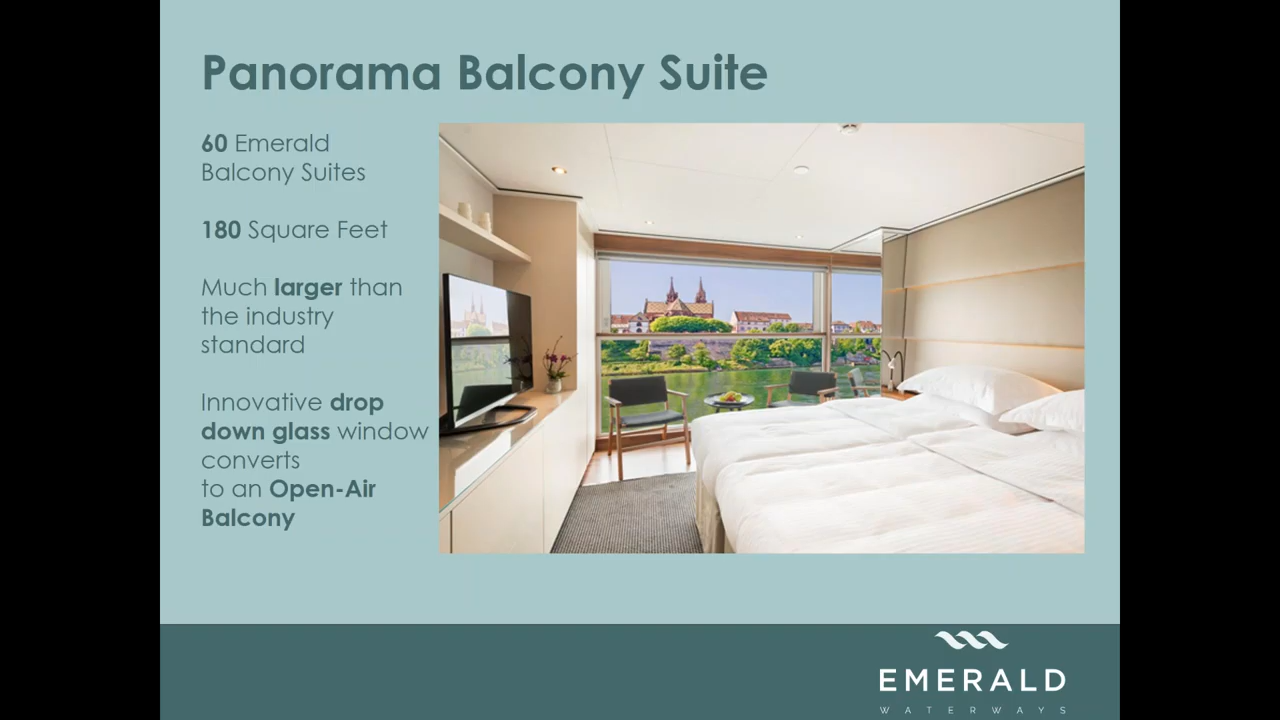 Panorama Balcony Suite
60 Emerald
Balcony Suites
180 Square Feet
Much larger than
the industry
standard
Innovative drop
down glass window
converts
to an Open-Air
Balcony
EMERALD
WATERWAYS